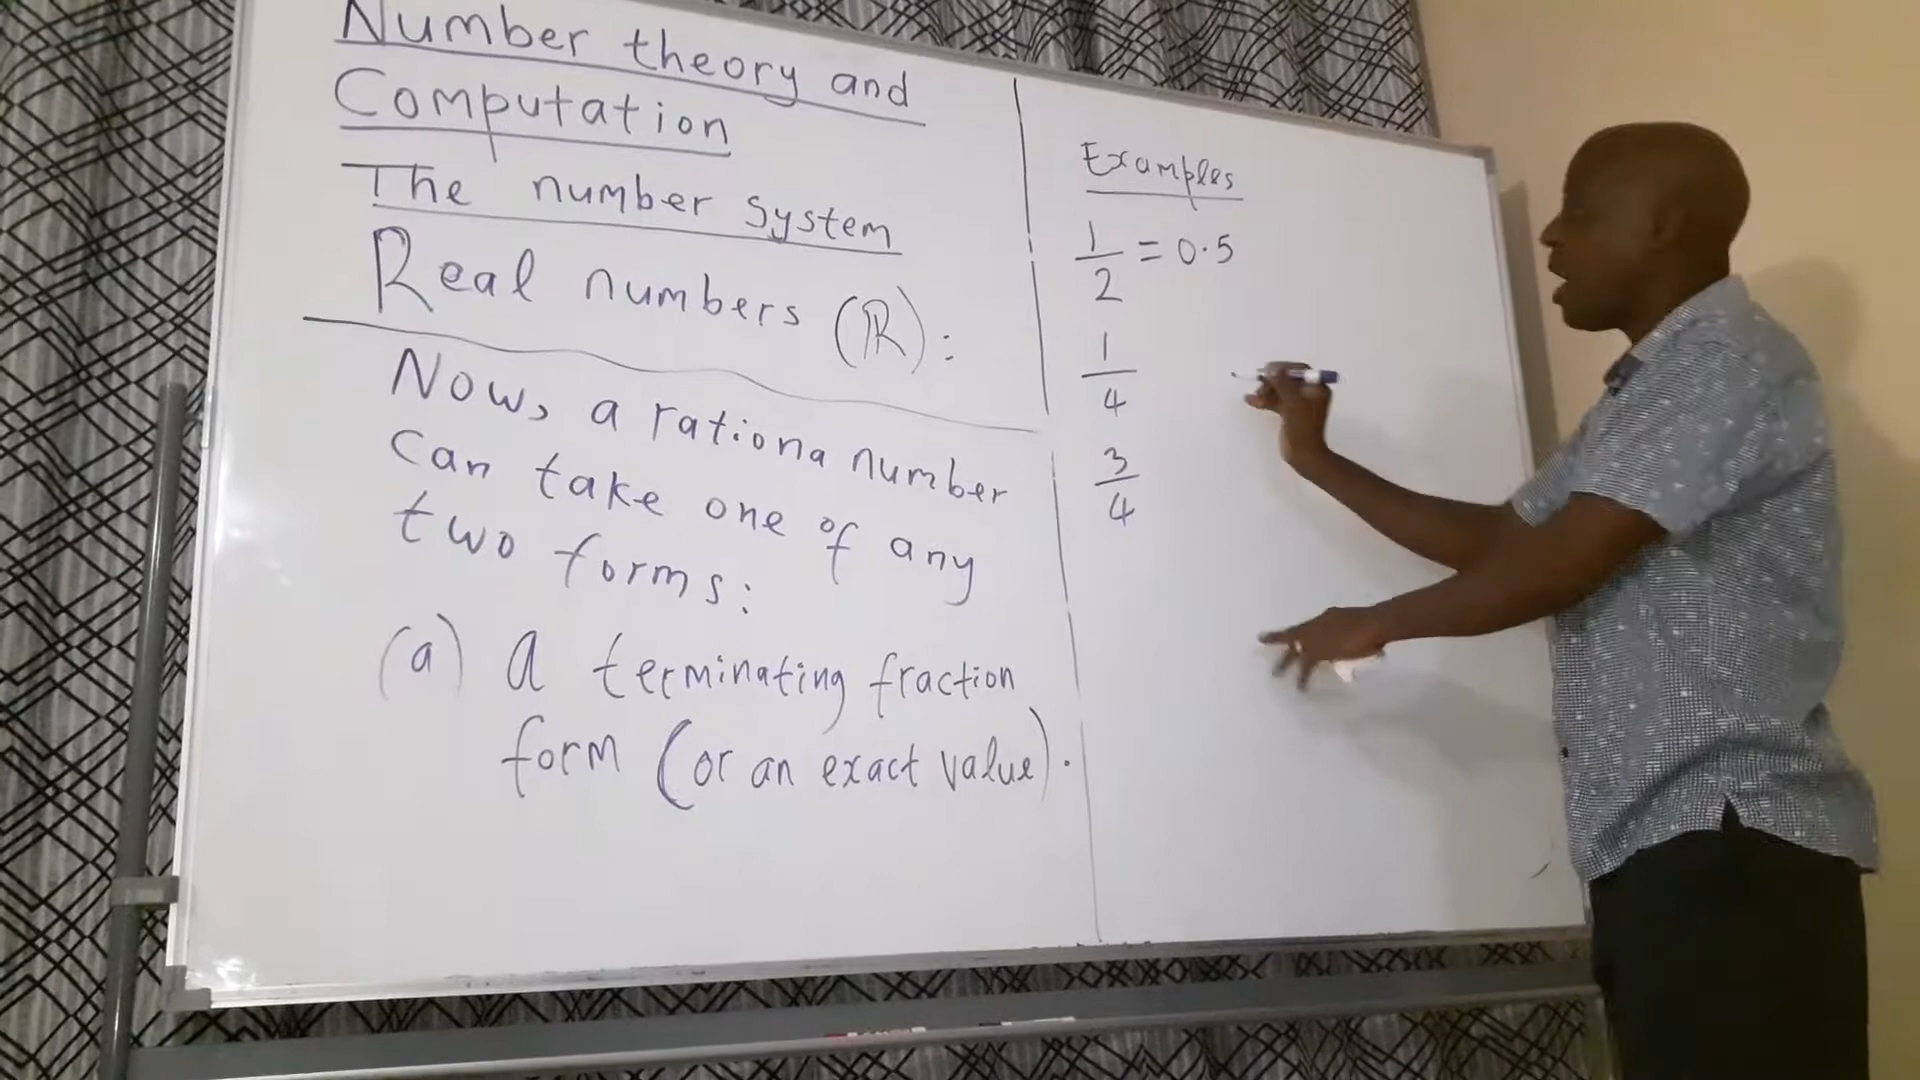 Number theory and
Computation
The number system
Real numbers (ℝ):
Now, a rationa number
can take one of any
two forms:
(a) A terminating fraction
form (or an exact value).
Examples
1/2 = 0.5
1/4
3/4